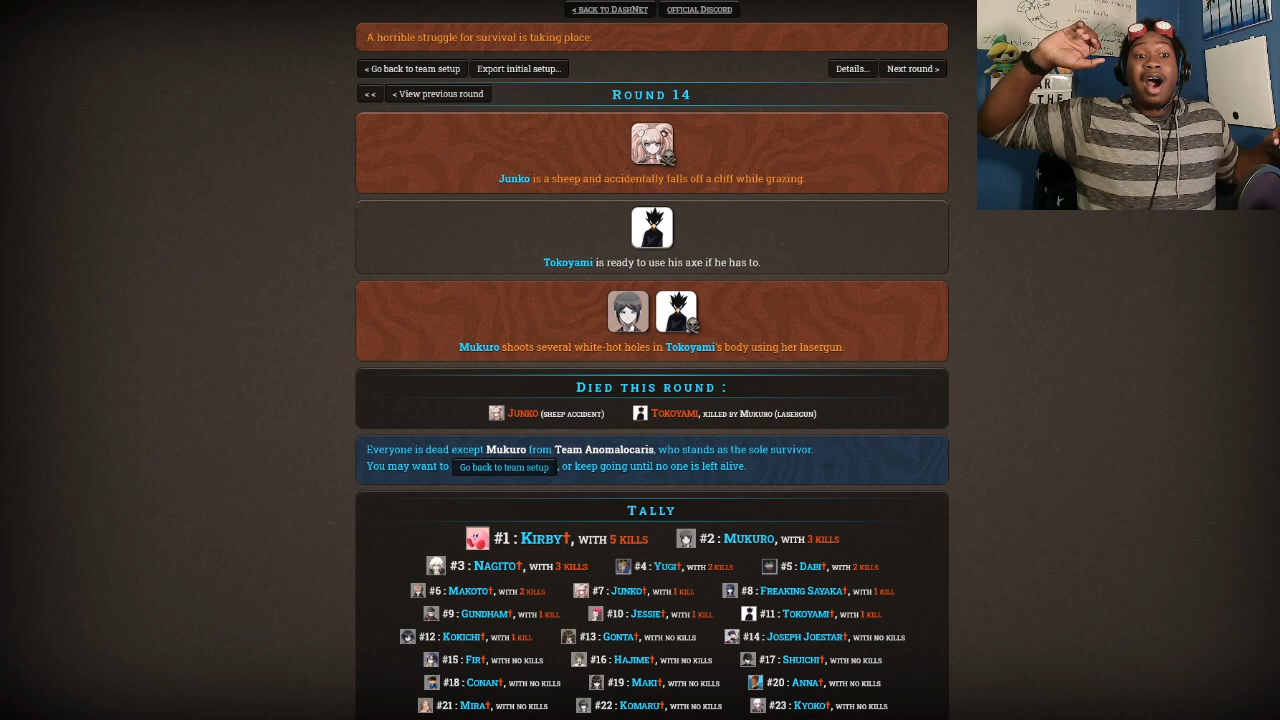 < Back to DashNet Official Discord
A horrible struggle for survival is taking place.
< Go back to team setup Export initial setup... Details... Next round >
< < < View previous round Round 14
Junko is a sheep and accidentally falls off a cliff while grazing.
Tokoyami is ready to use his axe if he has to.
Mukuro shoots several white-hot holes in Tokoyami's body using her lasergun.
Died this round :
Junko (sheep accident) Tokoyami, killed by Mukuro (lasergun)
Everyone is dead except Mukuro from Team Anomalocaris, who stands as the sole survivor.
You may want to Go back to team setup, or keep going until no one is left alive.
Tally
#1 : Kirby†, with 5 kills #2 : Mukuro, with 3 kills
#3 : Nagito†, with 3 kills #4 : Yugi†, with 2 kills #5 : Dabi†, with 2 kills
#6 : Makoto†, with 2 kills #7 : Junko†, with 1 kill #8 : Freaking Sayaka†, with 1 kill
#9 : Gundham†, with 1 kill #10 : Jessie†, with 1 kill #11 : Tokoyami†, with 1 kill
#12 : Kokichi†, with 1 kill #13 : Gonta†, with no kills #14 : Joseph Joestar†, with no kills
#15 : Fir†, with no kills #16 : Hajime†, with no kills #17 : Shuichi†, with no kills
#18 : Conan†, with no kills #19 : Maki†, with no kills #20 : Anna†, with no kills
#21 : Mira†, with no kills #22 : Komaru†, with no kills #23 : Kyoko†, with no kills